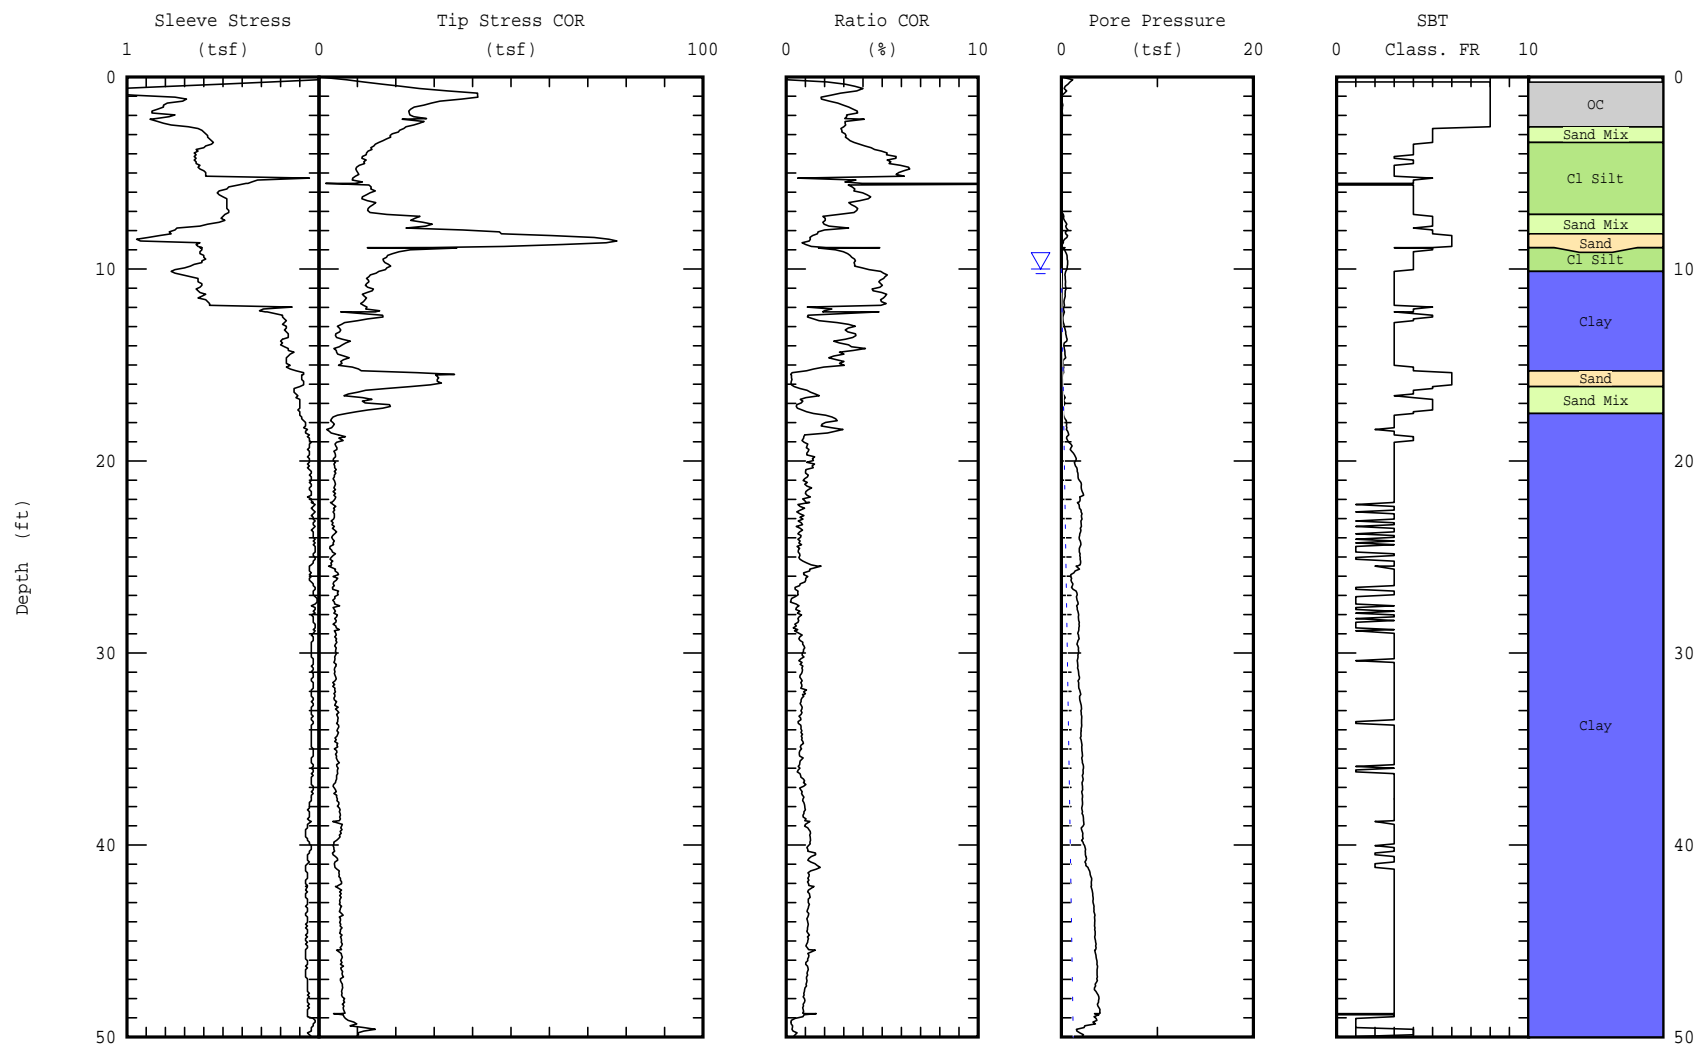 Sleeve Stress Tip Stress COR Ratio COR Pore Pressure SBT
(tsf) (tsf) (%) (tsf) Class. FR
1 0 100 0 10 0 20 0 10
0 0
OC
Sand Mix
Cl Silt
Sand Mix
Sand
Cl Silt
10 10
Clay
Sand
Sand Mix
20 20
Depth (ft)
30 30
Clay
40 40
50 50